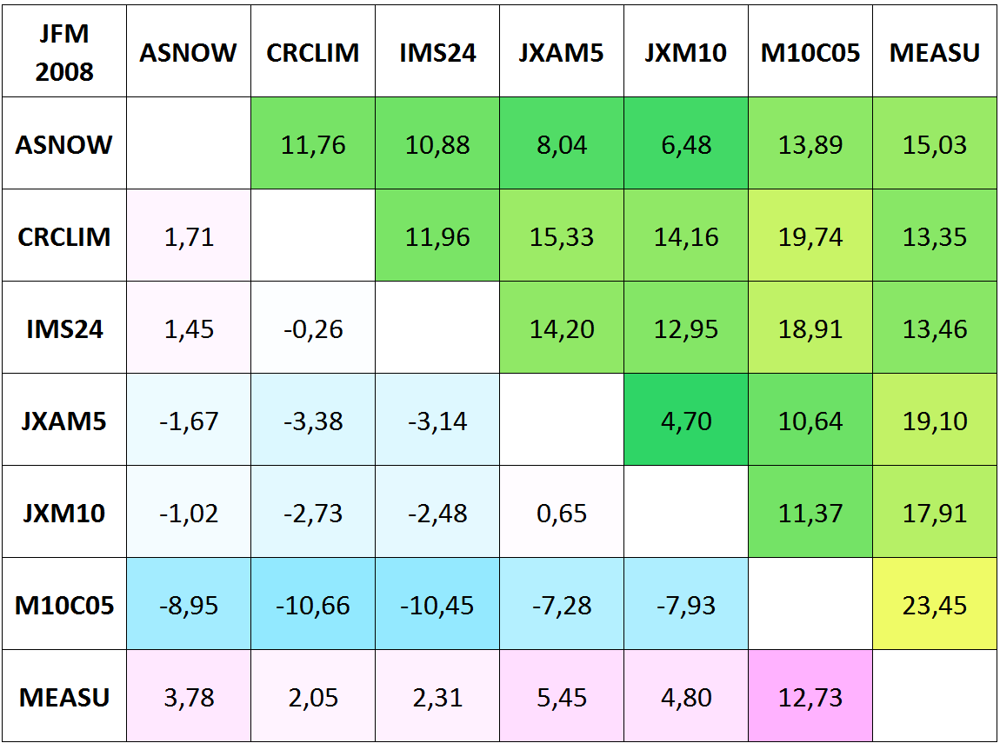 JFM
2008 ASNOW CRCLIM IMS24 JXAM5 JXM10 M10C05 MEASU
ASNOW 11,76 10,88 8,04 6,48 13,89 15,03
CRCLIM 1,71 11,96 15,33 14,16 19,74 13,35
IMS24 1,45 -0,26 14,20 12,95 18,91 13,46
JXAM5 -1,67 -3,38 -3,14 4,70 10,64 19,10
JXM10 -1,02 -2,73 -2,48 0,65 11,37 17,91
M10C05 -8,95 -10,66 -10,45 -7,28 -7,93 23,45
MEASU 3,78 2,05 2,31 5,45 4,80 12,73